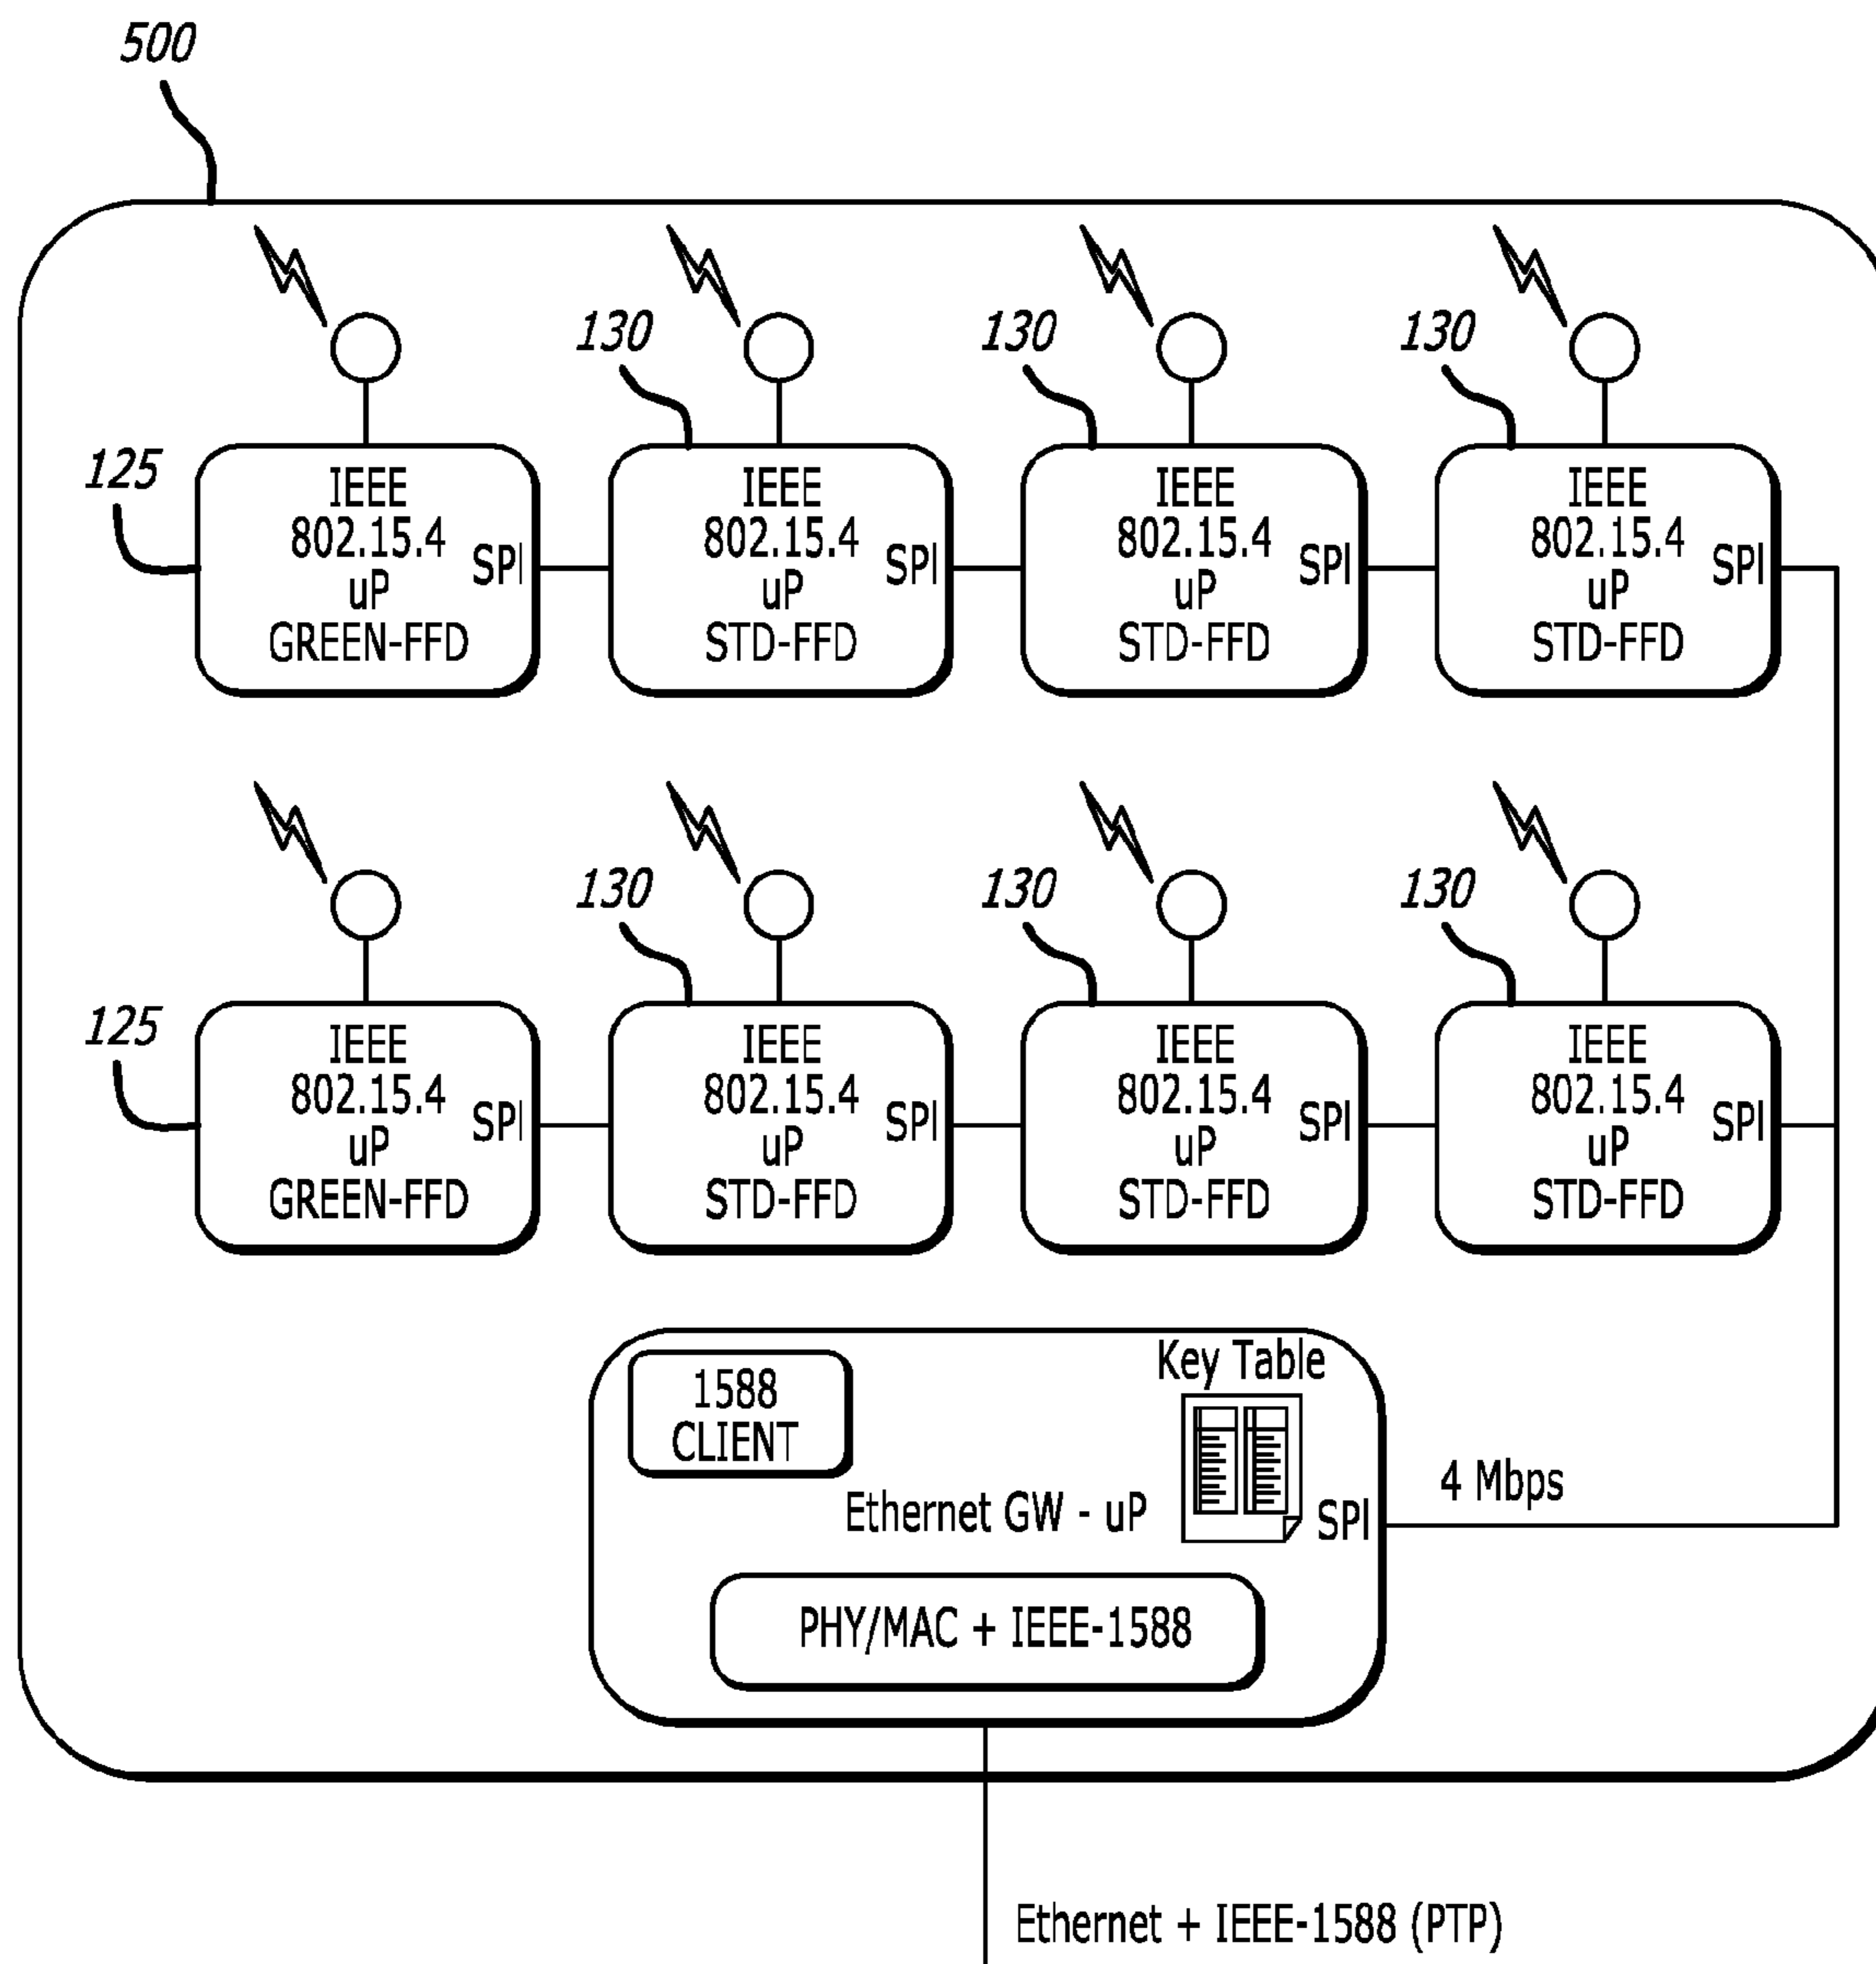 500
130
130
130
125
IEEE
802.15.4
uP
GREEN-FFD
SPI
IEEE
802.15.4
uP
STD-FFD
SPI
IEEE
802.15.4
uP
STD-FFD
SPI
IEEE
802.15.4
uP
STD-FFD
SPI
130
130
130
125
IEEE
802.15.4
uP
GREEN-FFD
SPI
IEEE
802.15.4
uP
STD-FFD
SPI
IEEE
802.15.4
uP
STD-FFD
SPI
IEEE
802.15.4
uP
STD-FFD
SPI
1588
CLIENT
Key Table
Ethernet GW - uP
SPI
4 Mbps
PHY/MAC + IEEE-1588
Ethernet + IEEE-1588 (PTP)